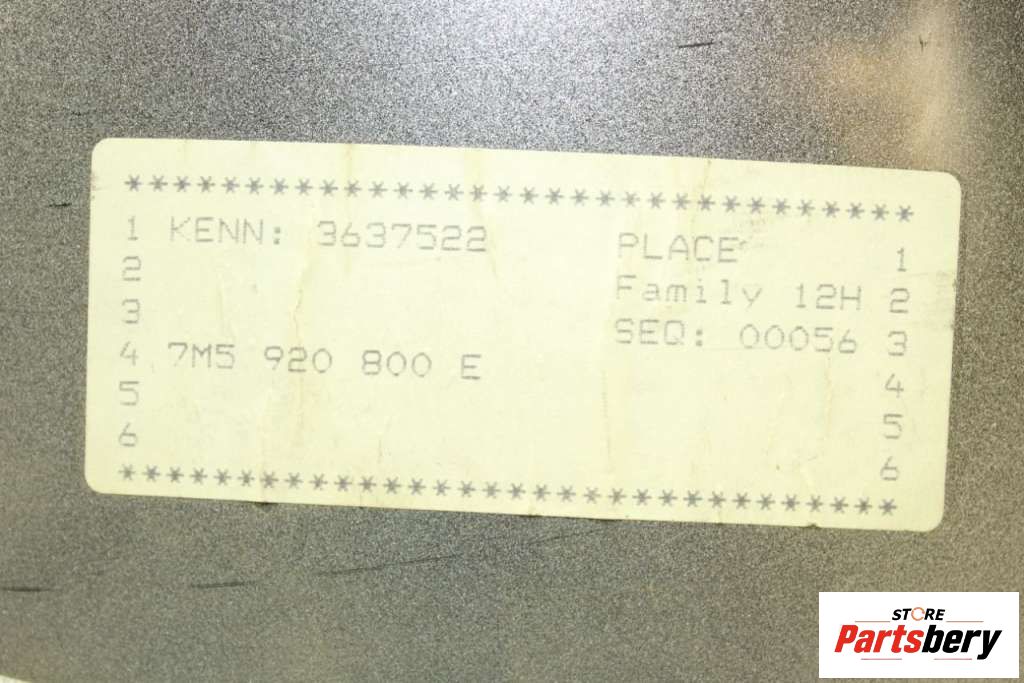 *********************************
1 KENN: 3637522 PLACE 1
2 Family 12H 2
3 SEQ: 00056 3
4 7M5 920 800 E 4
5 5
6 6
*********************************
STORE
Partsbery